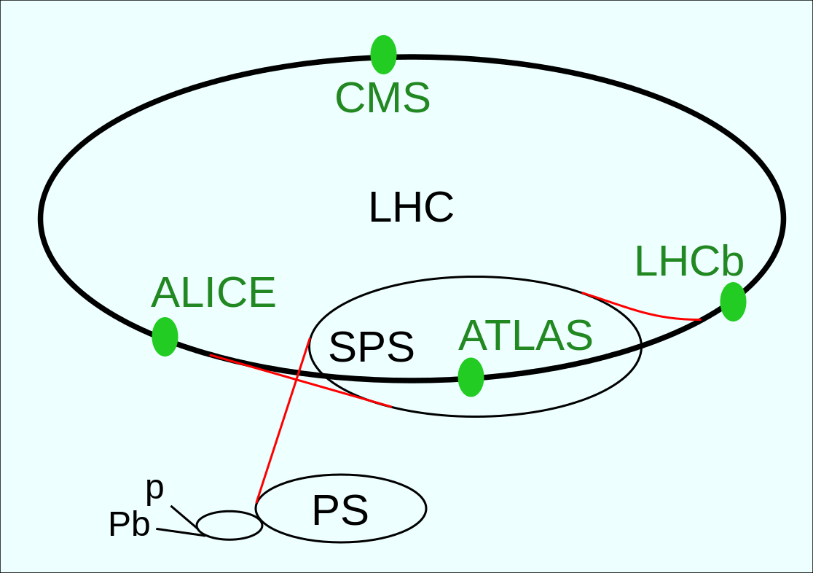 CMS
LHC
LHCb
ALICE
ATLAS
SPS
p
Pb
PS